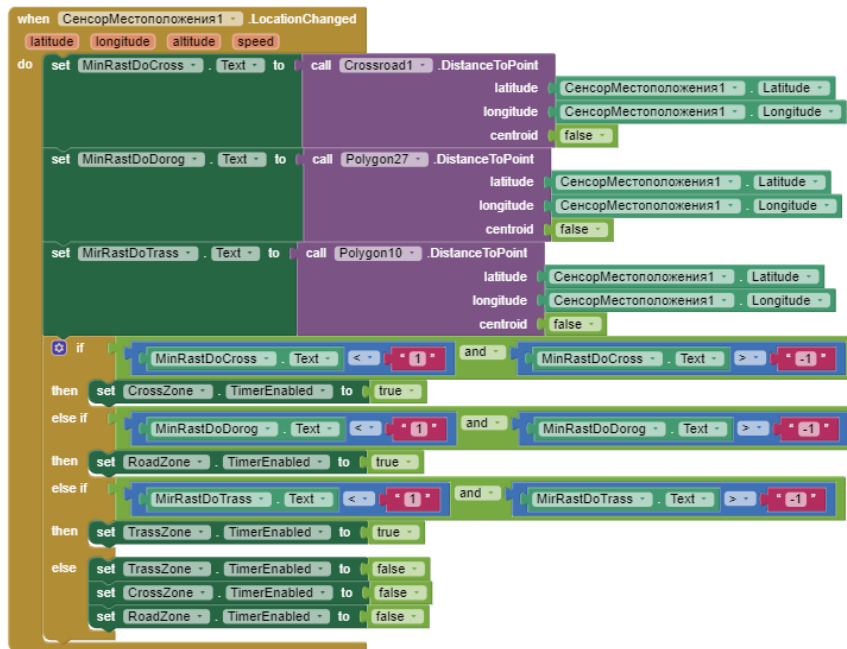 when СенсорМестоположения1 .LocationChanged
latitude longitude altitude speed
do set MinRastDoCross . Text to call Crossroad1 .DistanceToPoint
latitude СенсорМестоположения1 . Latitude
longitude СенсорМестоположения1 . Longitude
centroid false
set MinRastDoDorog . Text to call Polygon27 .DistanceToPoint
latitude СенсорМестоположения1 . Latitude
longitude СенсорМестоположения1 . Longitude
centroid false
set MirRastDoTrass . Text to call Polygon10 .DistanceToPoint
latitude СенсорМестоположения1 . Latitude
longitude СенсорМестоположения1 . Longitude
centroid false
if MinRastDoCross . Text < " 1 " and MinRastDoCross . Text > " -1 "
then set CrossZone . TimerEnabled to true
else if MinRastDoDorog . Text < " 1 " and MinRastDoDorog . Text > " -1 "
then set RoadZone . TimerEnabled to true
else if MirRastDoTrass . Text < " 1 " and MirRastDoTrass . Text > " -1 "
then set TrassZone . TimerEnabled to true
else set TrassZone . TimerEnabled to false
set CrossZone . TimerEnabled to false
set RoadZone . TimerEnabled to false